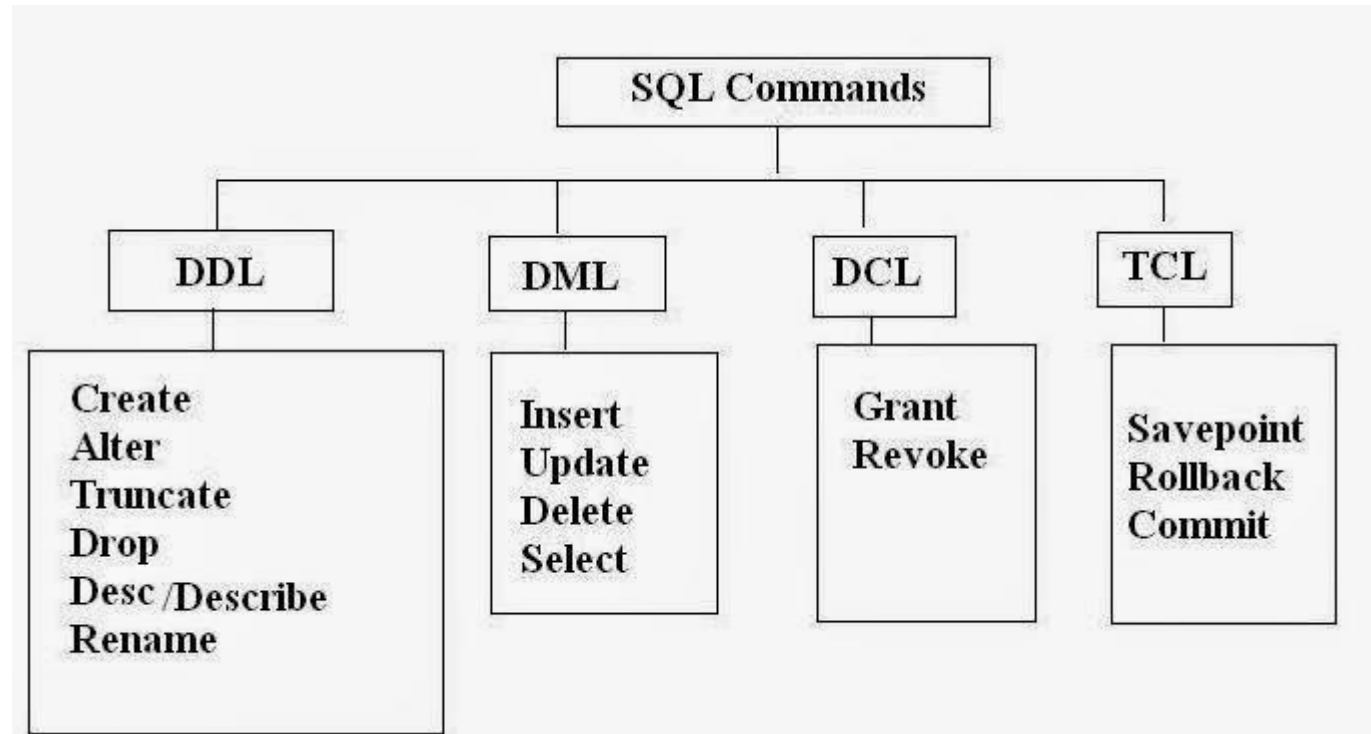 SQL Commands
DDL
DML
DCL
TCL
Create
Alter
Truncate
Drop
Desc /Describe
Rename
Insert
Update
Delete
Select
Grant
Revoke
Savepoint
Rollback
Commit